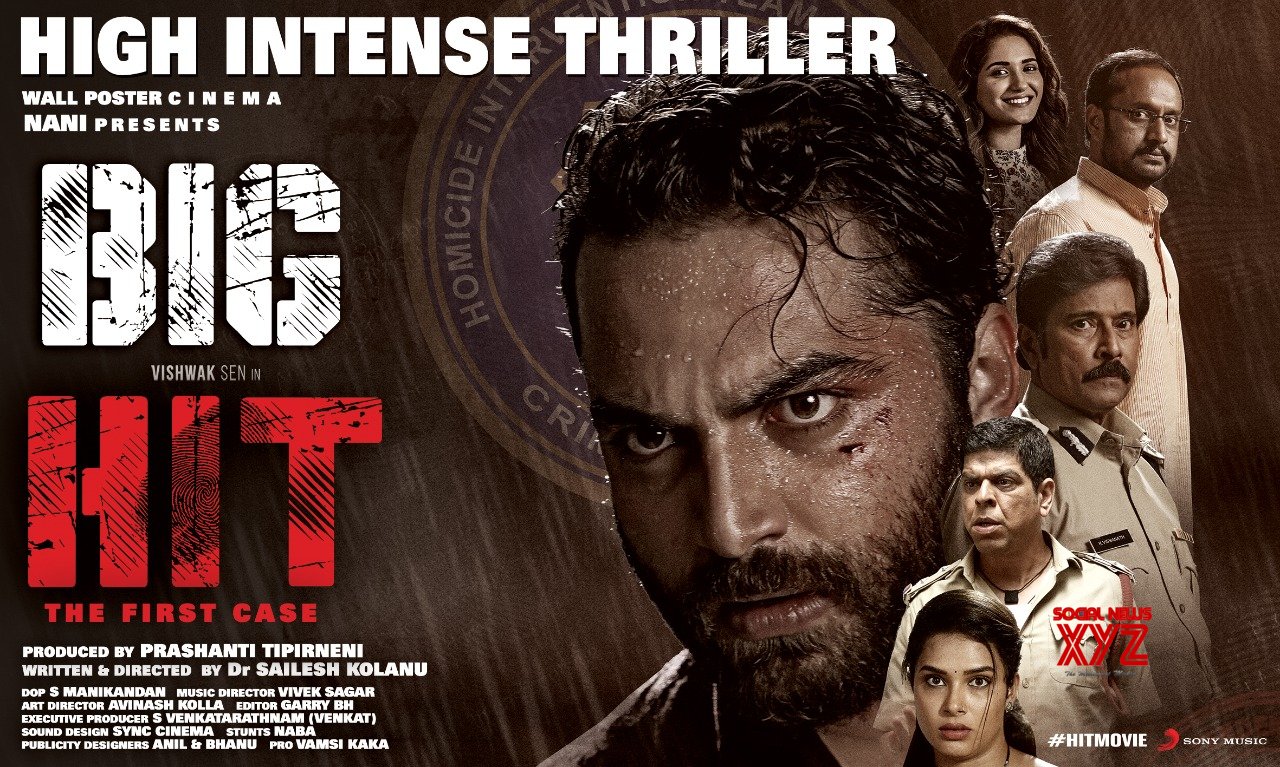 HIGH INTENSE THRILLER
WALL POSTER CINEMA
NANI PRESENTS
BIG
VISHWAK SEN IN
HIT
THE FIRST CASE
PRODUCED BY PRASHANTI TIPIRNENI
WRITTEN & DIRECTED BY Dr SAILESH KOLANU
DOP S MANIKANDAN MUSIC DIRECTOR VIVEK SAGAR
ART DIRECTOR AVINASH KOLLA EDITOR GARRY BH
EXECUTIVE PRODUCER S VENKATARATHNAM (VENKAT)
SOUND DESIGN SYNC CINEMA STUNTS NABA
PUBLICITY DESIGNERS ANIL & BHANU PRO VAMSI KAKA
HOMICIDE INTERVENTION TEAM
SOCIAL NEWS
XYZ
#HITMOVIE SONY MUSIC